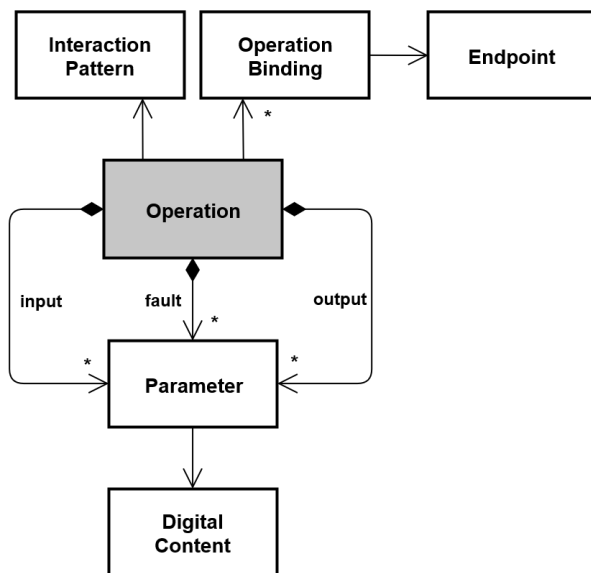 Interaction
Pattern
Operation
Binding
Endpoint
*
Operation
input
fault
output
*
*
*
Parameter
Digital
Content